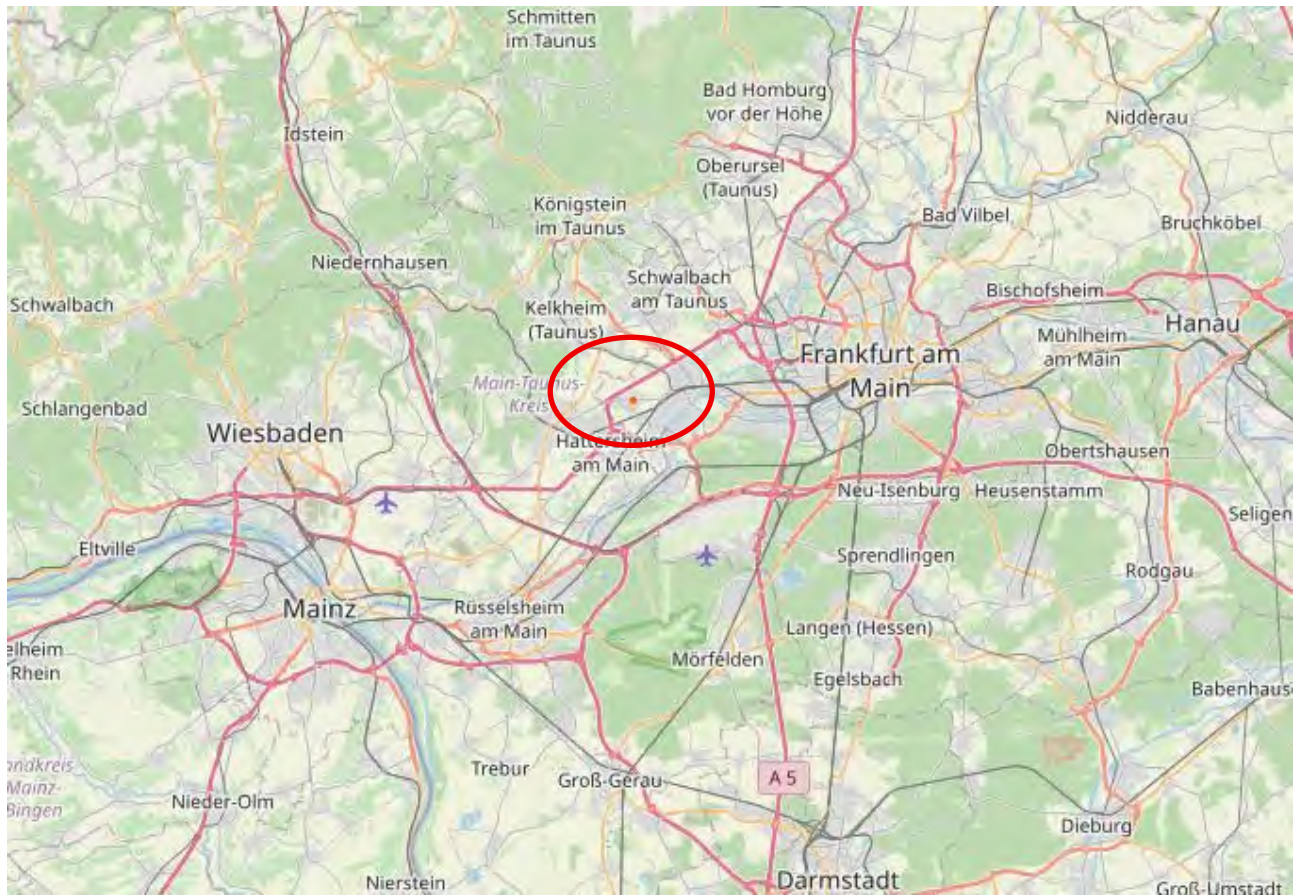 Schmitten
im Taunus
Bad Homburg
vor der Höhe
Nidderau
Idstein
Oberursel
(Taunus)
Königstein
im Taunus
Bad Vilbel
Bruchköbel
Niedernhausen
Schwalbach
am Taunus
Bischofsheim
Schwalbach
Kelkheim
(Taunus)
Hanau
Mühlheim
am Main
Frankfurt am
Main
Main-Taunus-
Kreis
Schlangenbad
Wiesbaden
Hattersheim
am Main
Obertshausen
Neu-Isenburg
Heusenstamm
Seligen
Eltville
Sprendlingen
Rodgau
Mainz
Rüsselsheim
am Main
Langen (Hessen)
elheim
Rhein
Mörfelden
Egelsbach
Babenhause
andkreis
Mainz-
Bingen
Trebur
Groß-Gerau
A 5
Nieder-Olm
Dieburg
Nierstein
Darmstadt
Groß-Umstadt